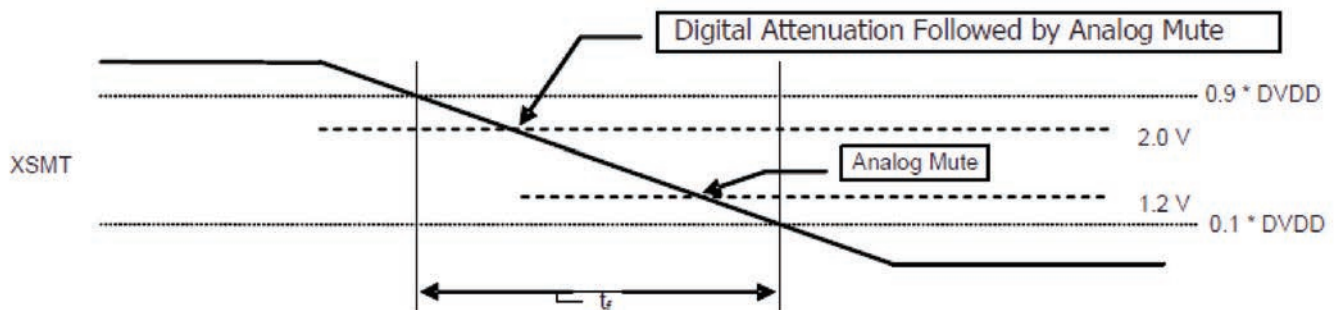 Digital Attenuation Followed by Analog Mute
0.9 * DVDD
2.0 V
XSMT
Analog Mute
1.2 V
0.1 * DVDD
tf